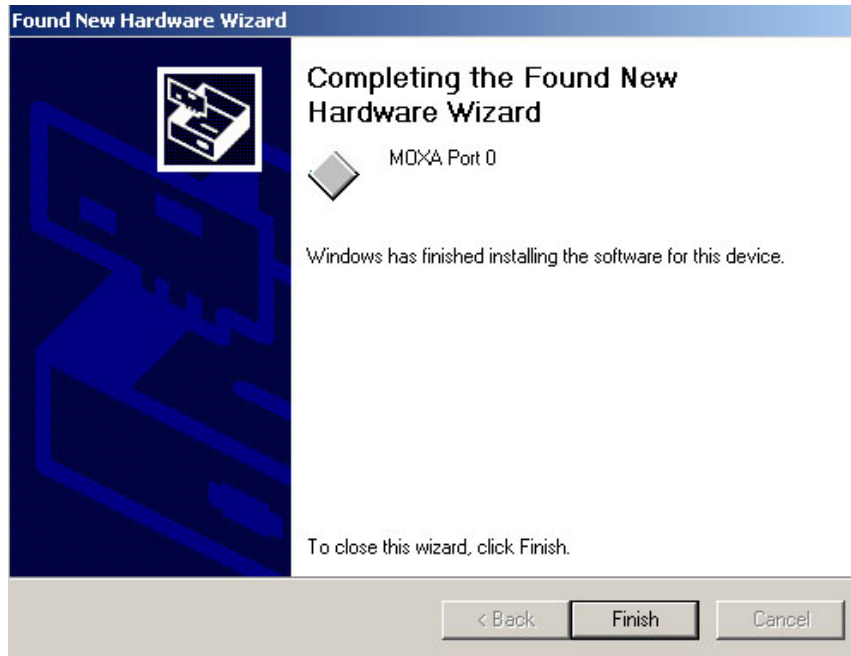 Found New Hardware Wizard
Completing the Found New
Hardware Wizard
MOXA Port 0
Windows has finished installing the software for this device.
To close this wizard, click Finish.
< Back Finish Cancel